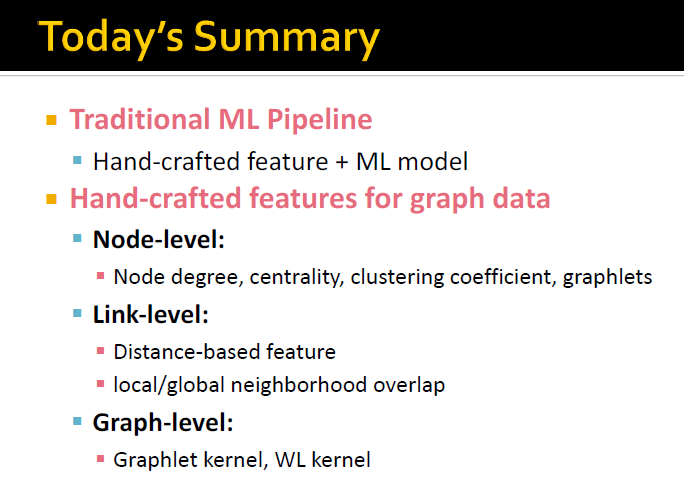 Today's Summary
Traditional ML Pipeline
Hand-crafted feature + ML model
Hand-crafted features for graph data
Node-level:
Node degree, centrality, clustering coefficient, graphlets
Link-level:
Distance-based feature
local/global neighborhood overlap
Graph-level:
Graphlet kernel, WL kernel